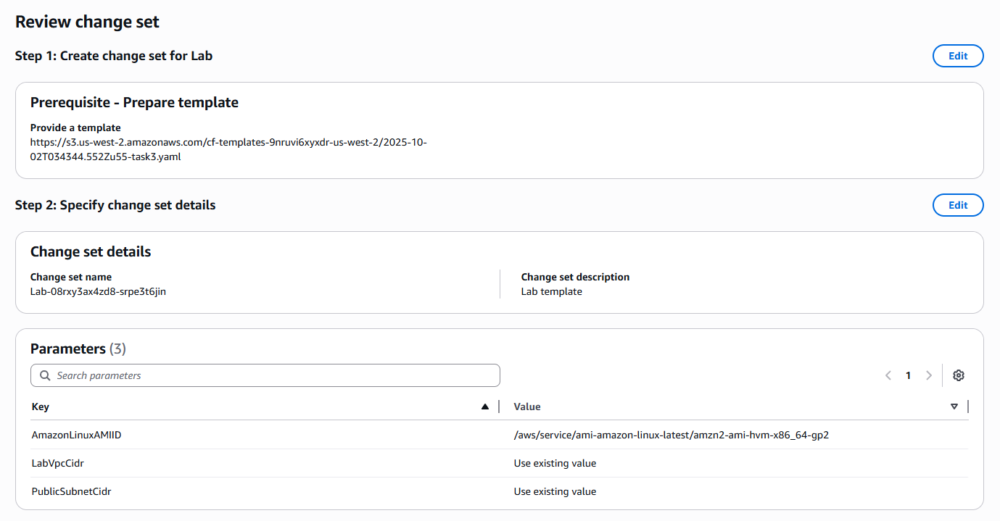 Review change set
Step 1: Create change set for Lab
Edit
Prerequisite - Prepare template
Provide a template
https://s3.us-west-2.amazonaws.com/cf-templates-9nruvi6xyxdr-us-west-2/2025-10-
02T034344.552Zu55-task3.yaml
Step 2: Specify change set details
Edit
Change set details
Change set name
Lab-08rxy3ax4zd8-srpe3t6jin
Change set description
Lab template
Parameters (3)
Search parameters
1
Key
Value
AmazonLinuxAMIID
/aws/service/ami-amazon-linux-latest/amzn2-ami-hvm-x86_64-gp2
LabVpcCidr
Use existing value
PublicSubnetCidr
Use existing value